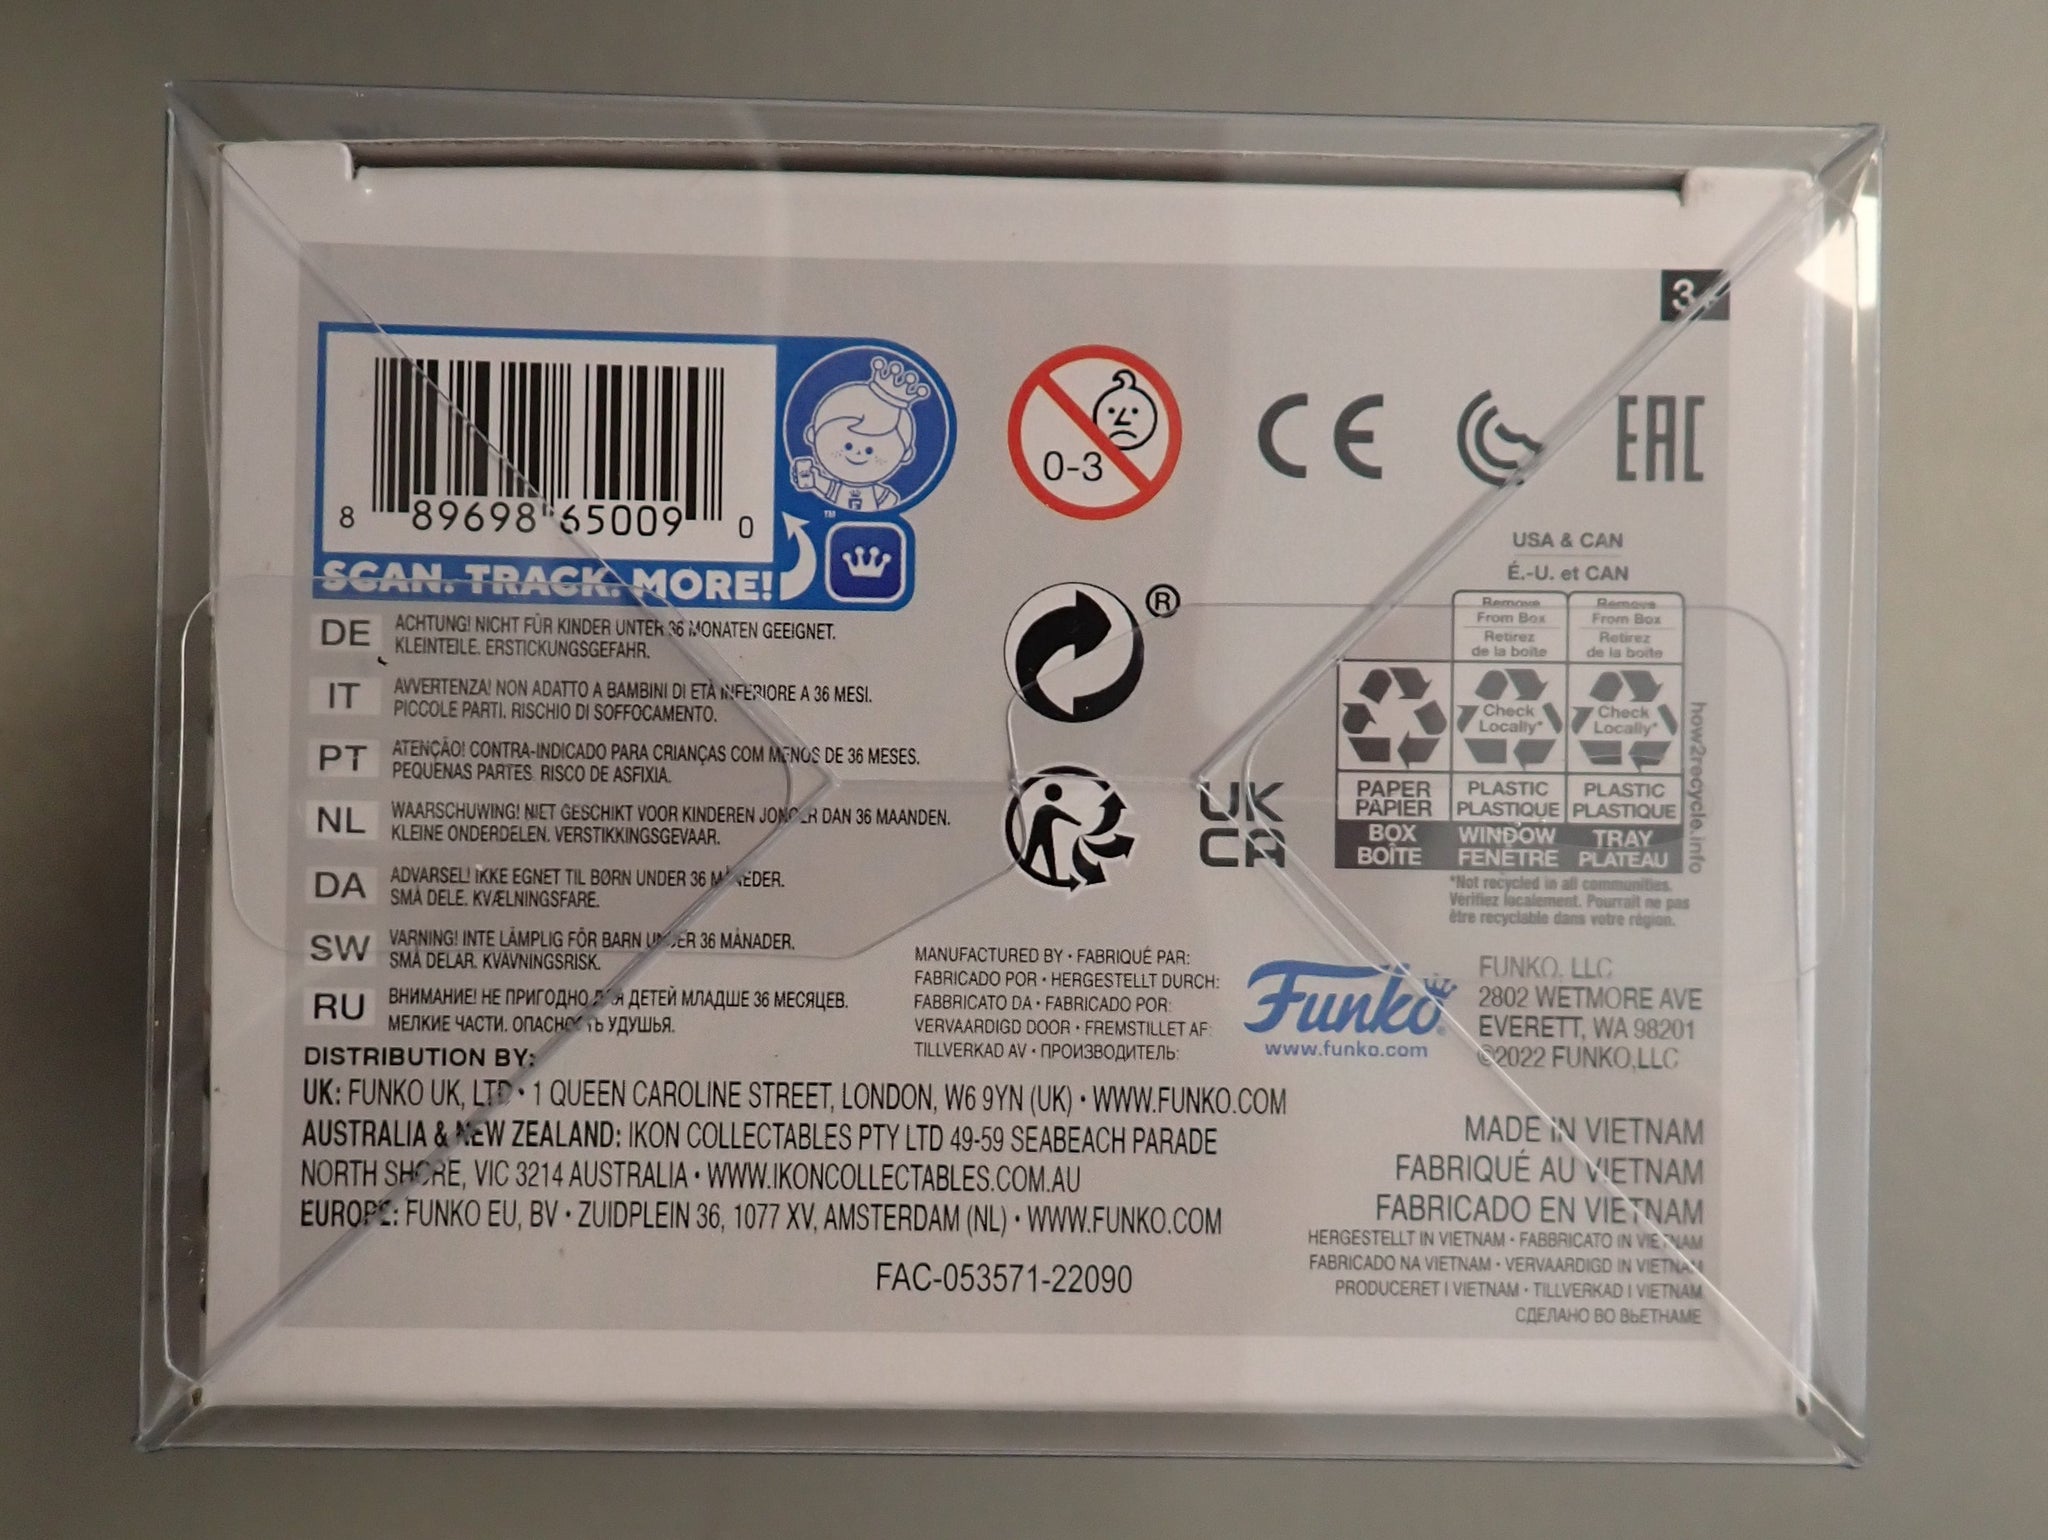 3+
8 89698 65009 0
™
SCAN. TRACK. MORE!
0-3
CE
EAC
USA & CAN
É.-U. et CAN
Remove
From Box
Retirez
de la boîte
Remove
From Box
Retirez
de la boîte
Check
Locally*
Check
Locally*
PAPER
PAPIER
PLASTIC
PLASTIQUE
PLASTIC
PLASTIQUE
BOX
BOÎTE
WINDOW
FENÊTRE
TRAY
PLATEAU
how2recycle.info
*Not recycled in all communities.
Vérifiez localement. Pourrait ne pas
être recyclable dans votre région.
®
UK
CA
DE ACHTUNG! NICHT FÜR KINDER UNTER 36 MONATEN GEEIGNET.
KLEINTEILE. ERSTICKUNGSGEFAHR.
IT AVVERTENZA! NON ADATTO A BAMBINI DI ETÀ INFERIORE A 36 MESI.
PICCOLE PARTI. RISCHIO DI SOFFOCAMENTO.
PT ATENÇÃO! CONTRA-INDICADO PARA CRIANÇAS COM MENOS DE 36 MESES.
PEQUENAS PARTES. RISCO DE ASFIXIA.
NL WAARSCHUWING! NIET GESCHIKT VOOR KINDEREN JONGER DAN 36 MAANDEN.
KLEINE ONDERDELEN. VERSTIKKINGSGEVAAR.
DA ADVARSEL! IKKE EGNET TIL BØRN UNDER 36 MÅNEDER.
SMÅ DELE. KVÆLNINGSFARE.
SW VARNING! INTE LÄMPLIG FÖR BARN UNDER 36 MÅNADER.
SMÅ DELAR. KVÄVNINGSRISK.
RU ВНИМАНИЕ! НЕ ПРИГОДНО ДЛЯ ДЕТЕЙ МЛАДШЕ 36 МЕСЯЦЕВ.
МЕЛКИЕ ЧАСТИ. ОПАСНОСТЬ УДУШЬЯ.
MANUFACTURED BY • FABRIQUÉ PAR:
FABRICADO POR • HERGESTELLT DURCH:
FABBRICATO DA • FABRICADO POR:
VERVAARDIGD DOOR • FREMSTILLET AF:
TILLVERKAD AV • ПРОИЗВОДИТЕЛЬ:
Funko®
www.funko.com
FUNKO, LLC
2802 WETMORE AVE
EVERETT, WA 98201
©2022 FUNKO,LLC
DISTRIBUTION BY:
UK: FUNKO UK, LTD • 1 QUEEN CAROLINE STREET, LONDON, W6 9YN (UK) • WWW.FUNKO.COM
AUSTRALIA & NEW ZEALAND: IKON COLLECTABLES PTY LTD 49-59 SEABEACH PARADE
NORTH SHORE, VIC 3214 AUSTRALIA • WWW.IKONCOLLECTABLES.COM.AU
EUROPE: FUNKO EU, BV • ZUIDPLEIN 36, 1077 XV, AMSTERDAM (NL) • WWW.FUNKO.COM
FAC-053571-22090
MADE IN VIETNAM
FABRIQUÉ AU VIETNAM
FABRICADO EN VIETNAM
HERGESTELLT IN VIETNAM • FABBRICATO IN VIETNAM
FABRICADO NA VIETNAM • VERVAARDIGD IN VIETNAM
PRODUCERET I VIETNAM • TILLVERKAD I VIETNAM
СДЕЛАНО ВО ВЬЕТНАМЕ